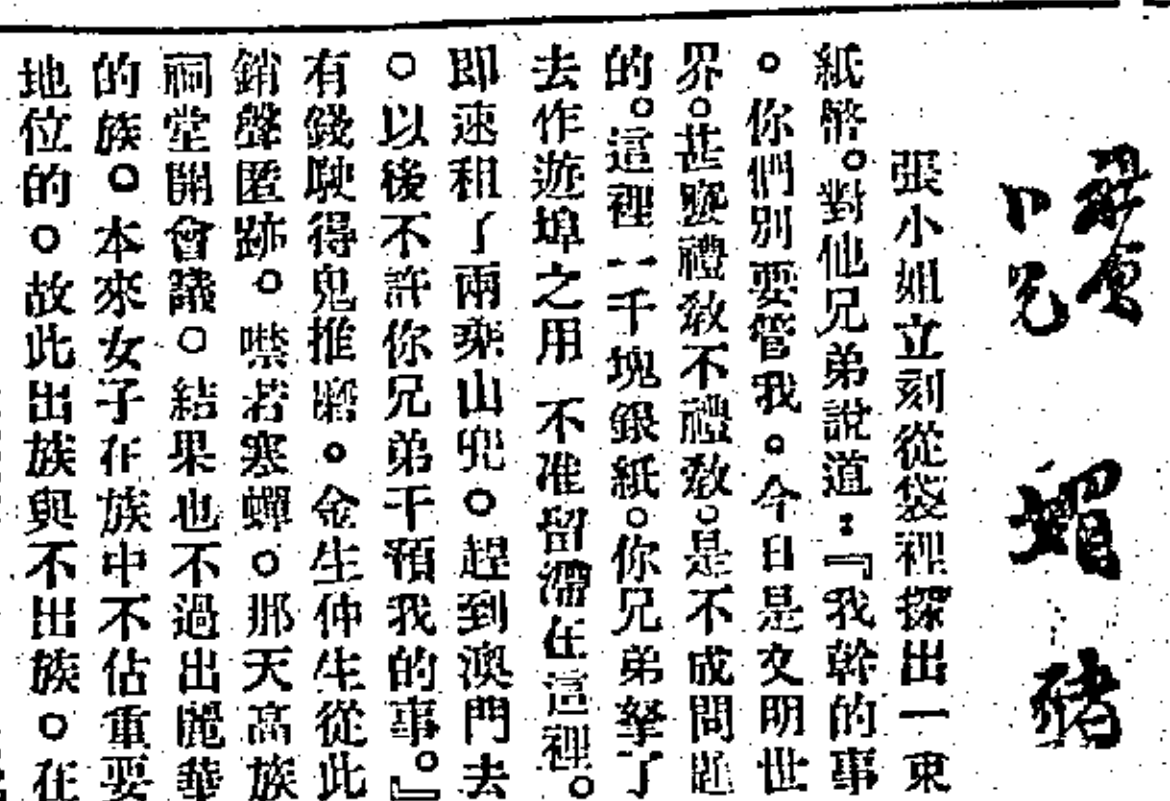 豬
張小姐立刻從袋裡探出一束
紙幣。對他兄弟說道：『我幹的事
。你們別要管我。今日是文明世
界。甚麼禮敎不禮敎。是不成問題
的。這裡一千塊銀紙。你兄弟拏了
去作遊埠之用 不准留滯在這裡。
即速租了兩乘山兜。趕到澳門去
。以後不許你兄弟干預我的事。』
有錢駛得鬼推磨。金生仲生從此
銷聲匿跡。噤若寒蟬。那天高族
祠堂開會議。結果也不過出麗華
的族。本來女子在族中不佔重要
地位的。故此出族與不出族。在